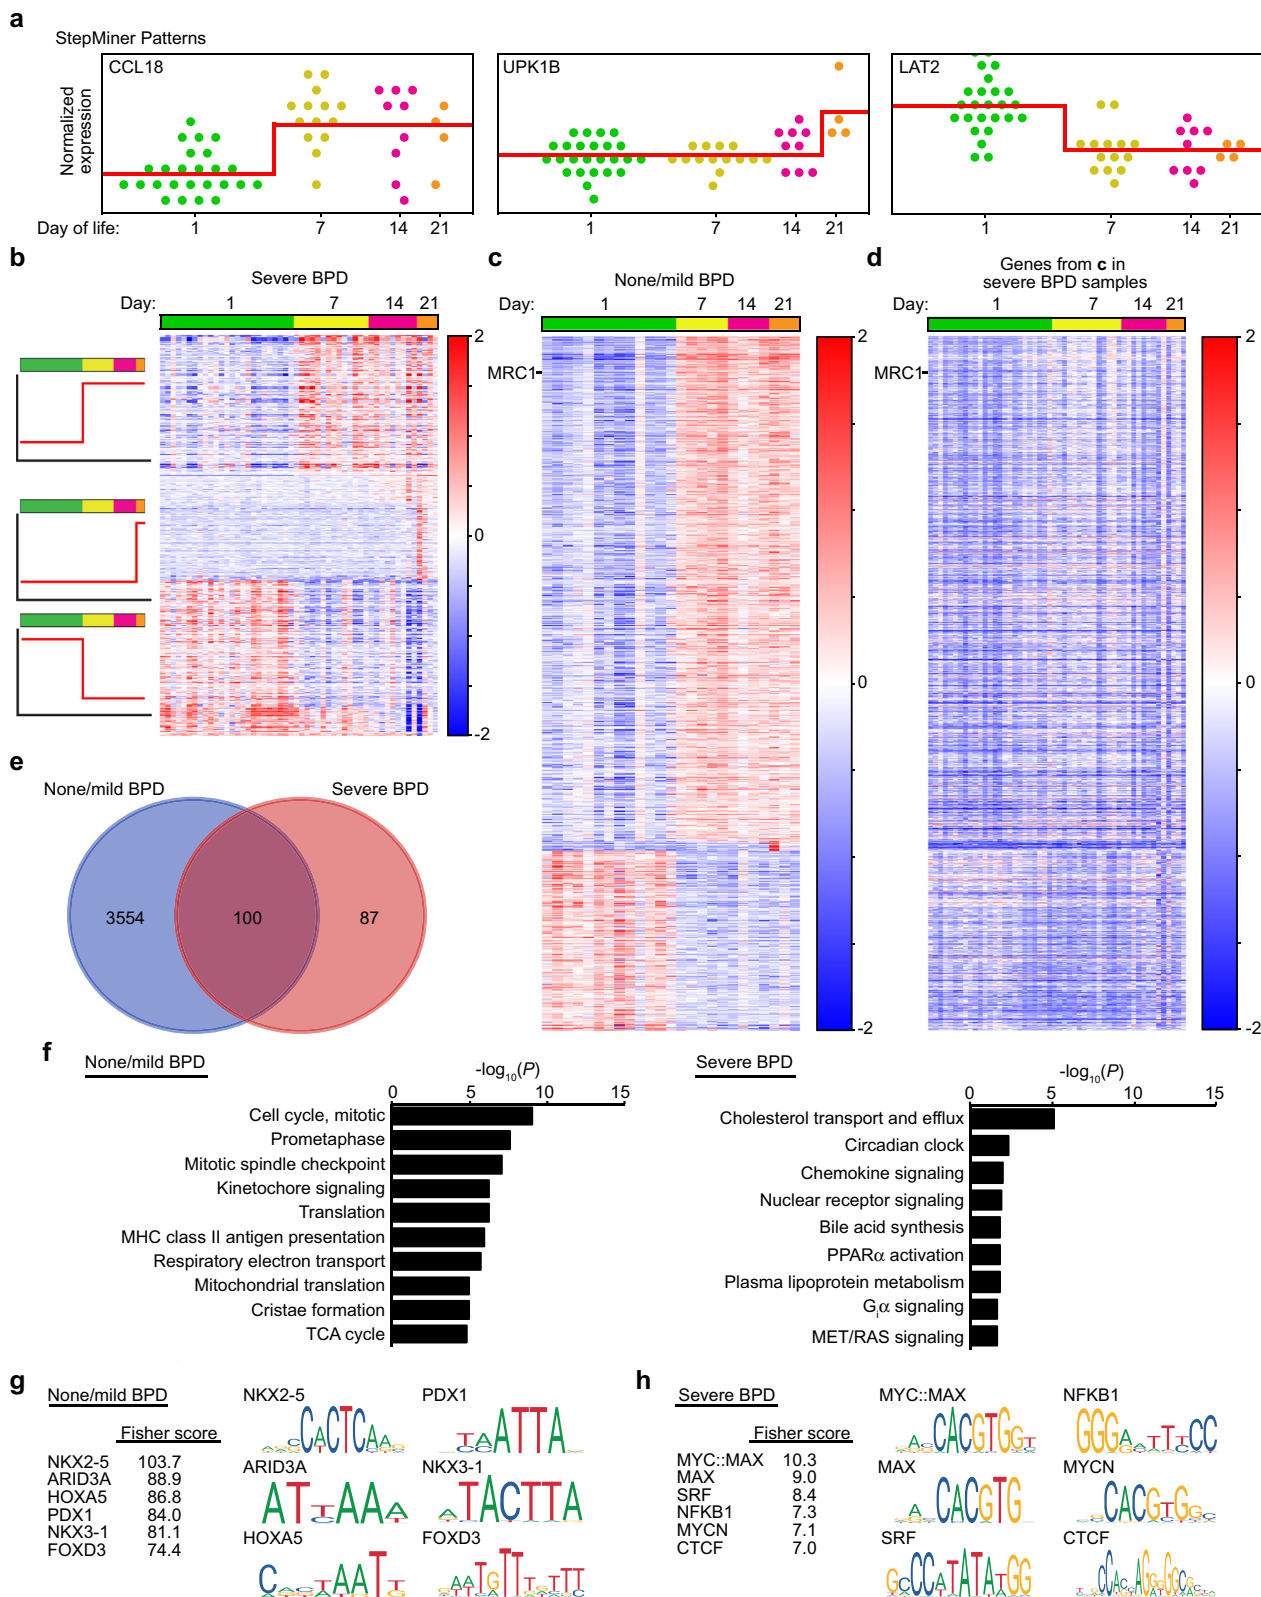 a
StepMiner Patterns
CCL18
UPK1B
LAT2
Normalized
expression
Day of life:
1
7
14
21
1
7
14
21
1
7
14
21
b
Severe BPD
Day:
1
7
14
21
2
0
-2
c
None/mild BPD
Day:
1
7
14
21
MRC1
2
0
-2
d
Genes from c in
severe BPD samples
Day:
1
7
14
21
MRC1
2
0
-2
e
None/mild BPD
Severe BPD
3554
100
87
f
None/mild BPD
-log10(P)
0
5
10
15
Cell cycle, mitotic
Prometaphase
Mitotic spindle checkpoint
Kinetochore signaling
Translation
MHC class II antigen presentation
Respiratory electron transport
Mitochondrial translation
Cristae formation
TCA cycle
Severe BPD
-log10(P)
0
5
10
15
Cholesterol transport and efflux
Circadian clock
Chemokine signaling
Nuclear receptor signaling
Bile acid synthesis
PPARα activation
Plasma lipoprotein metabolism
Giα signaling
MET/RAS signaling
g
None/mild BPD
Fisher score
NKX2-5 103.7
ARID3A 88.9
HOXA5 86.8
PDX1 84.0
NKX3-1 81.1
FOXD3 74.4
NKX2-5
PDX1
ARID3A
NKX3-1
HOXA5
FOXD3
h
Severe BPD
Fisher score
MYC::MAX 10.3
MAX 9.0
SRF 8.4
NFKB1 7.3
MYCN 7.1
CTCF 7.0
MYC::MAX
NFKB1
MAX
MYCN
SRF
CTCF